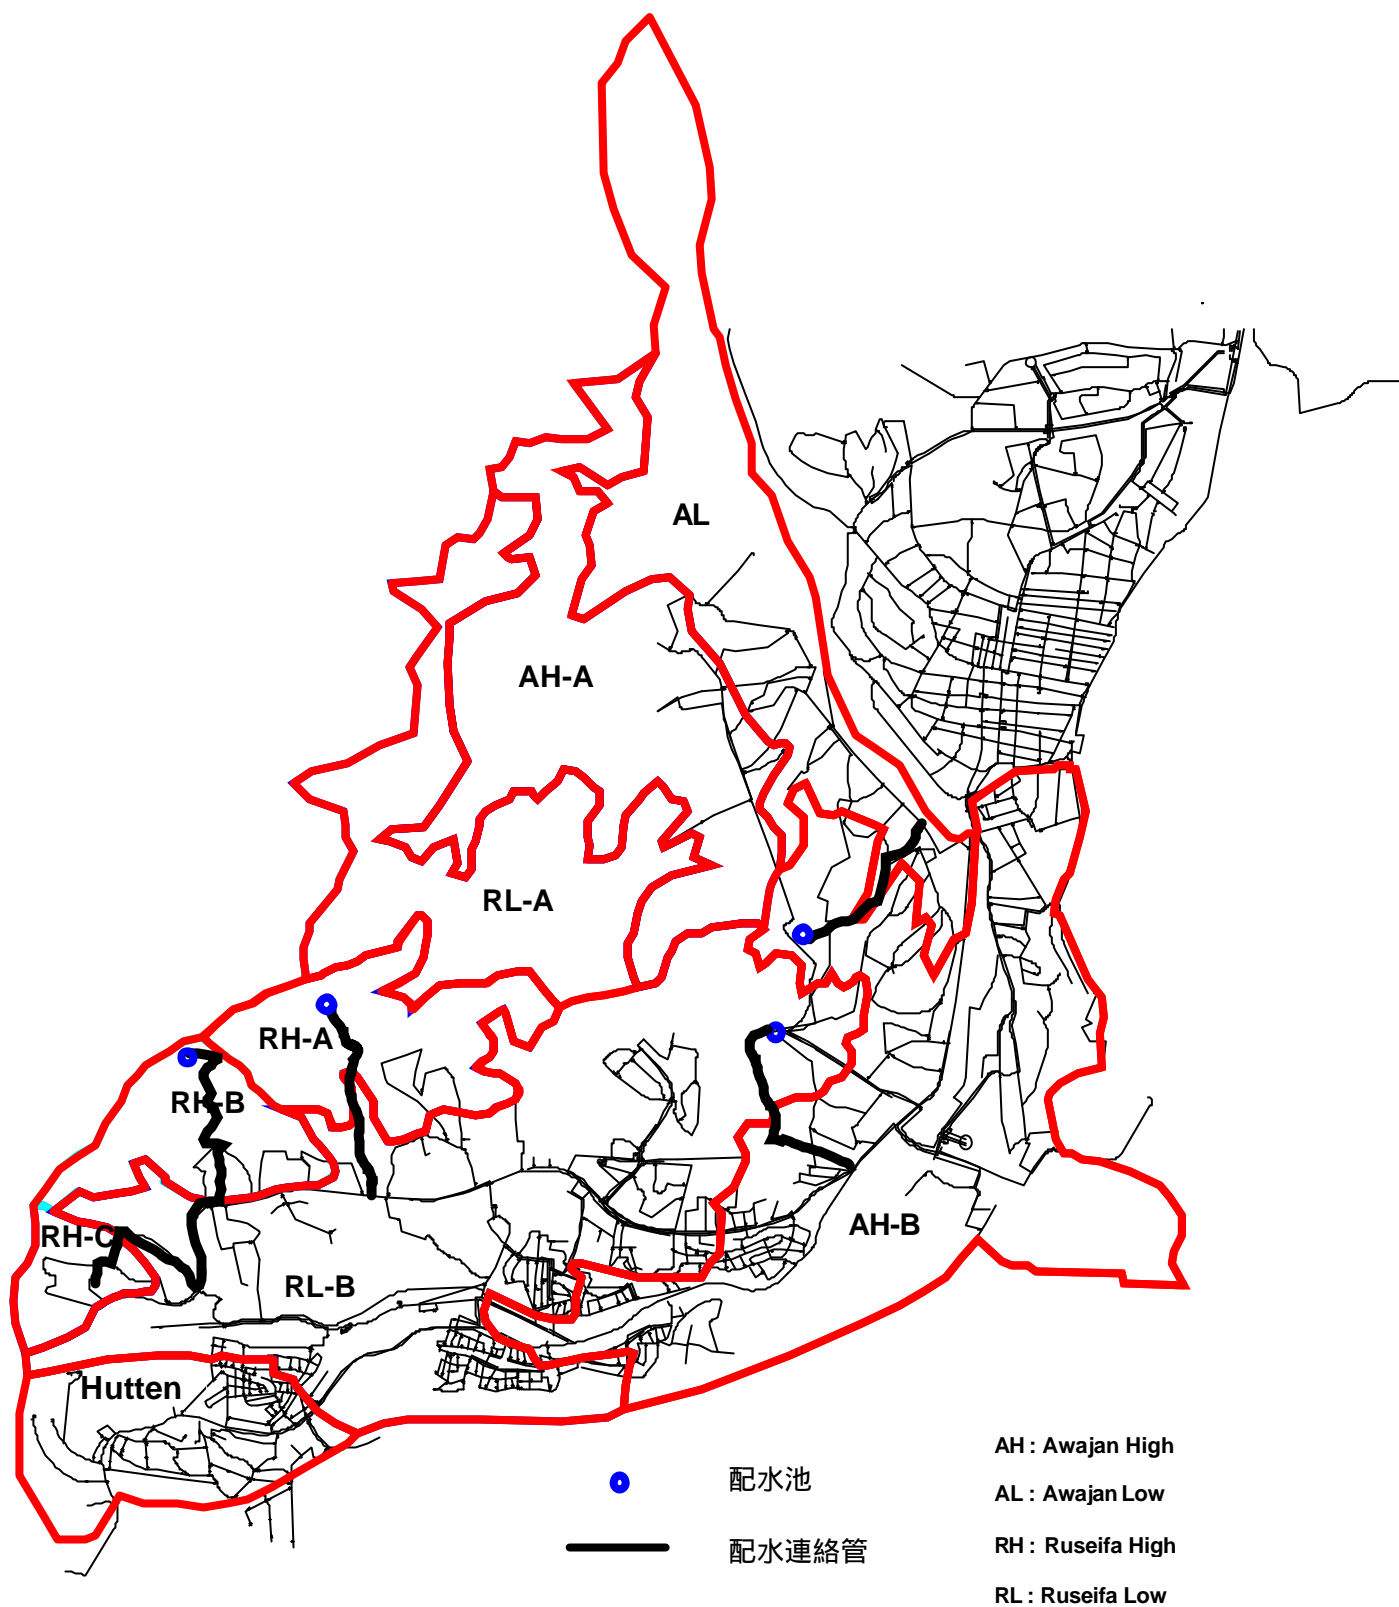 AL
AH-A
RL-A
RH-A
RH-B
AH-B
RH-C
RL-B
Hutten
配水池
配水連絡管
AH : Awajan High
AL : Awajan Low
RH : Ruseifa High
RL : Ruseifa Low